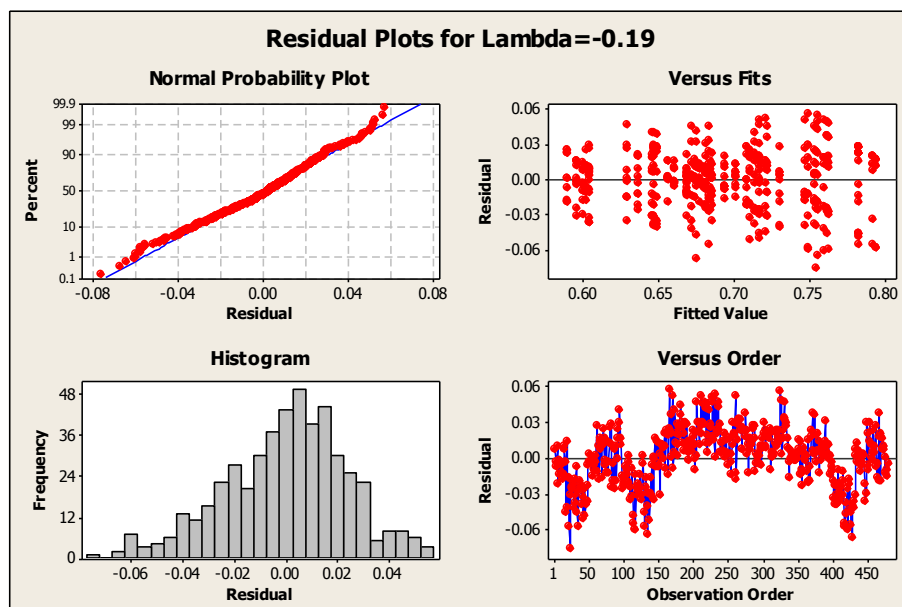 Residual Plots for Lambda=-0.19
Normal Probability Plot
99.9
99
90
50
10
1
0.1
Percent
-0.08 -0.04 0.00 0.04 0.08
Residual
Versus Fits
0.06
0.03
0.00
-0.03
-0.06
Residual
0.60 0.65 0.70 0.75 0.80
Fitted Value
Histogram
48
36
24
12
0
Frequency
-0.06 -0.04 -0.02 0.00 0.02 0.04
Residual
Versus Order
0.06
0.03
0.00
-0.03
-0.06
Residual
1 50 100 150 200 250 300 350 400 450
Observation Order